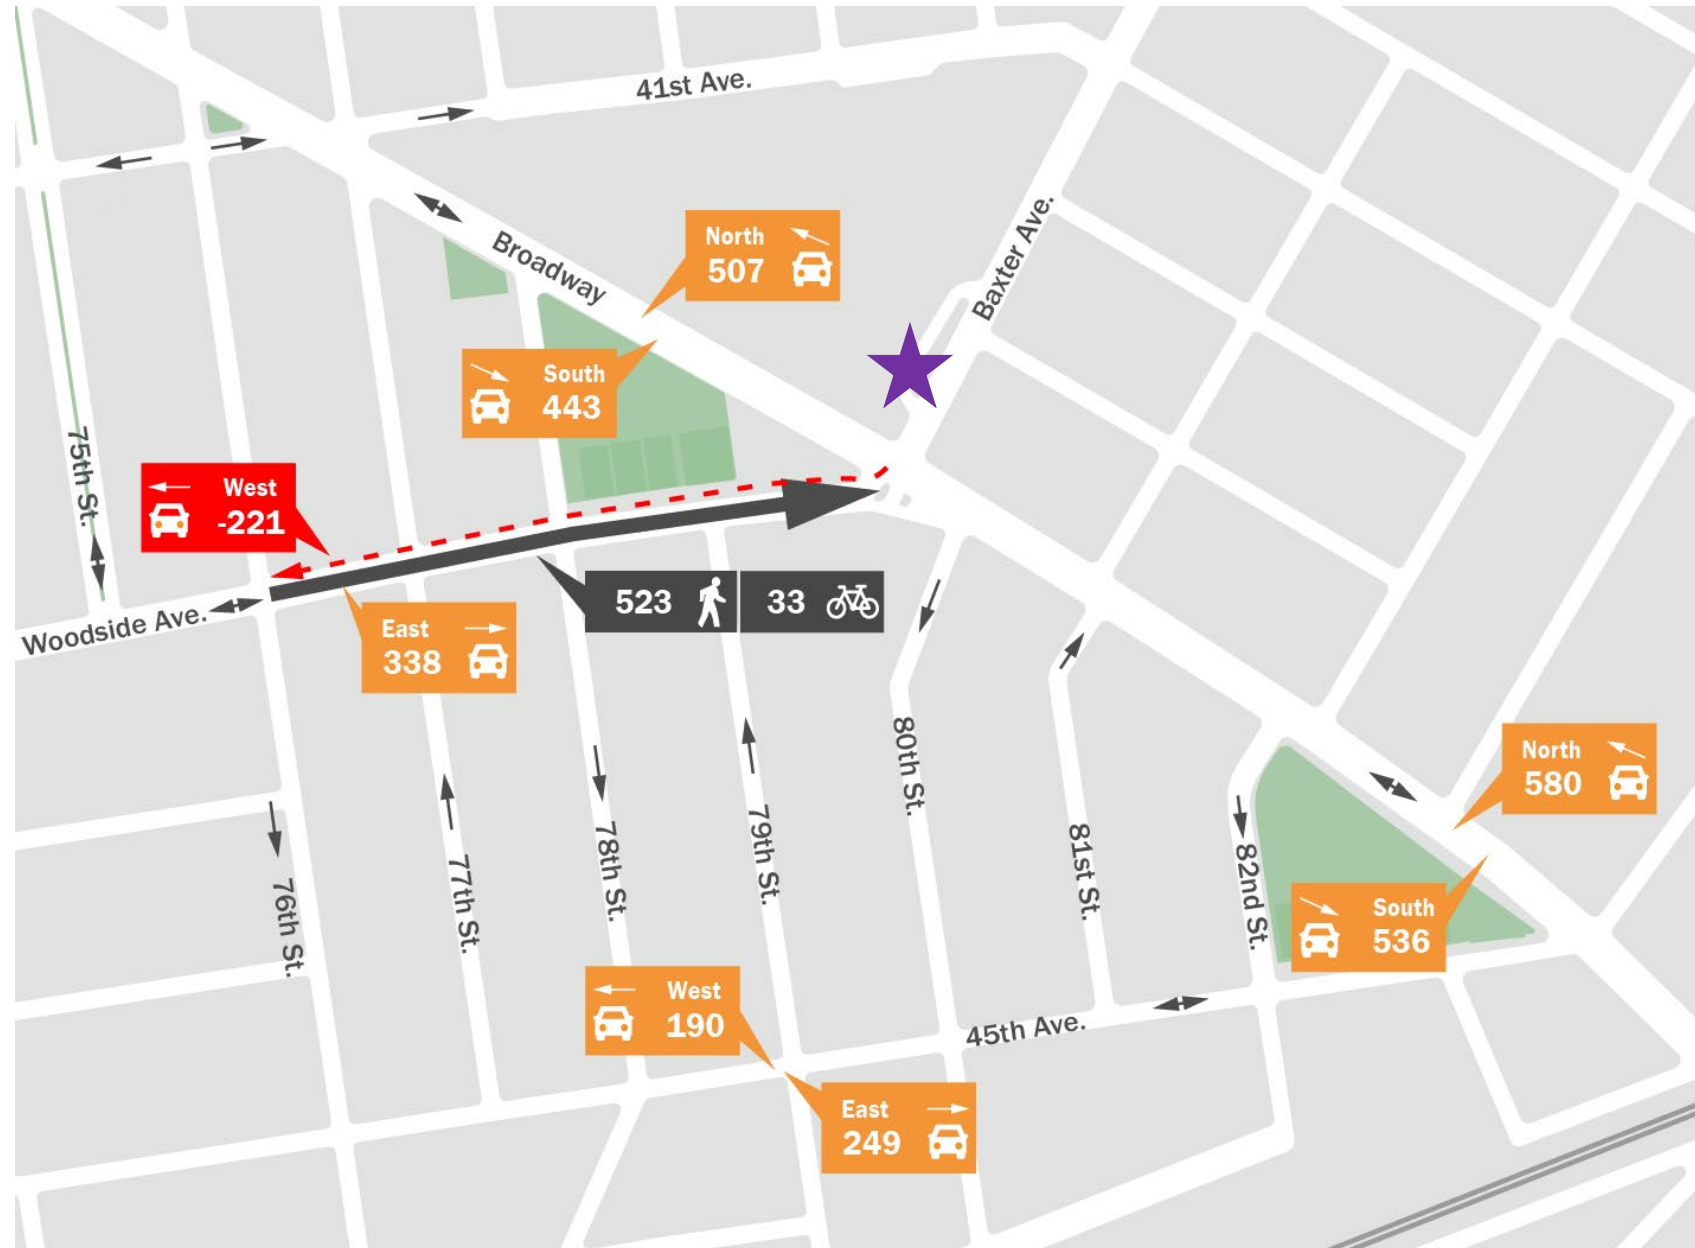 41st Ave.
Baxter Ave.
North
507
Broadway
South
443
75th St.
West
-221
523
33
Woodside Ave.
East
338
80th St.
North
580
79th St.
78th St.
81st St.
77th St.
82nd St.
76th St.
South
536
West
190
45th Ave.
East
249